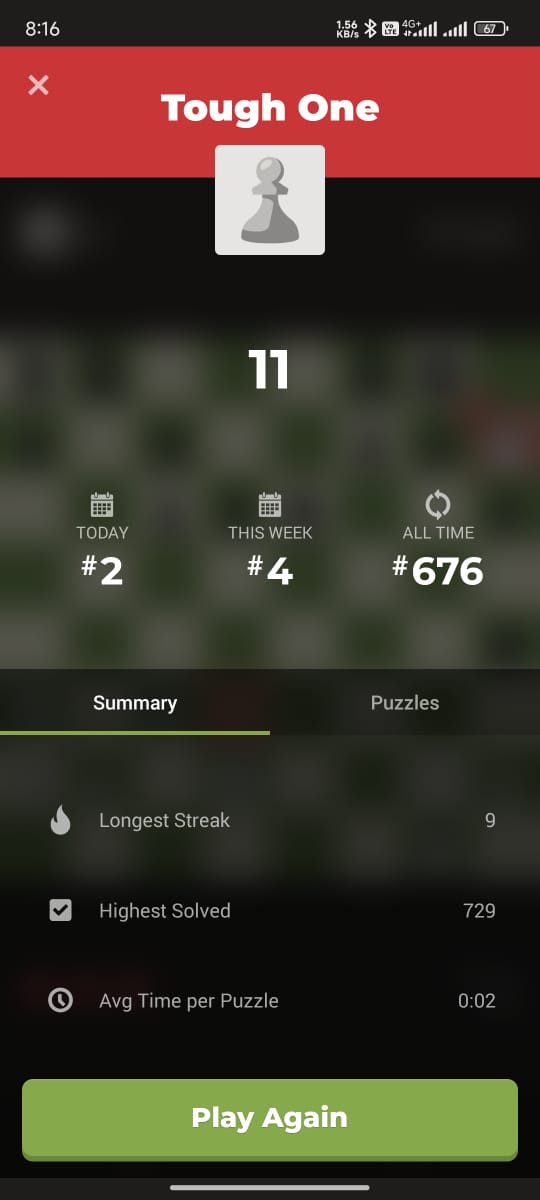 8:16
1.56
KB/s
Vo
LTE
4G+
67
Tough One
11
TODAY
THIS WEEK
ALL TIME
#2
#4
#676
Summary
Puzzles
Longest Streak
9
Highest Solved
729
Avg Time per Puzzle
0:02
Play Again